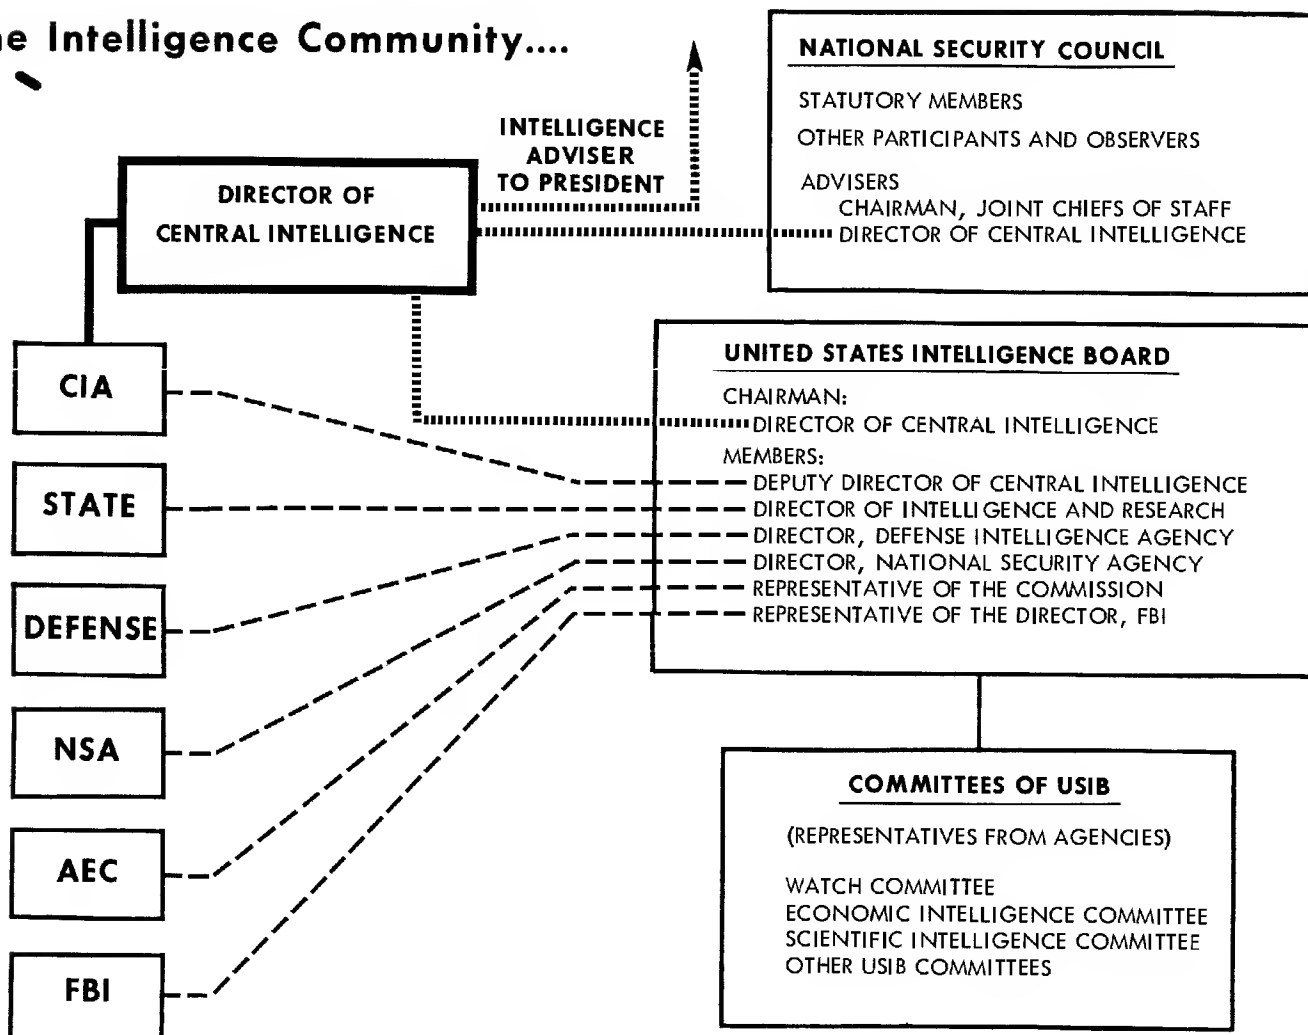 he Intelligence Community....
INTELLIGENCE
ADVISER
TO PRESIDENT
DIRECTOR OF
CENTRAL INTELLIGENCE
NATIONAL SECURITY COUNCIL
STATUTORY MEMBERS
OTHER PARTICIPANTS AND OBSERVERS
ADVISERS
CHAIRMAN, JOINT CHIEFS OF STAFF
DIRECTOR OF CENTRAL INTELLIGENCE
CIA
STATE
DEFENSE
NSA
AEC
FBI
UNITED STATES INTELLIGENCE BOARD
CHAIRMAN:
DIRECTOR OF CENTRAL INTELLIGENCE
MEMBERS:
DEPUTY DIRECTOR OF CENTRAL INTELLIGENCE
DIRECTOR OF INTELLIGENCE AND RESEARCH
DIRECTOR, DEFENSE INTELLIGENCE AGENCY
DIRECTOR, NATIONAL SECURITY AGENCY
REPRESENTATIVE OF THE COMMISSION
REPRESENTATIVE OF THE DIRECTOR, FBI
COMMITTEES OF USIB
(REPRESENTATIVES FROM AGENCIES)
WATCH COMMITTEE
ECONOMIC INTELLIGENCE COMMITTEE
SCIENTIFIC INTELLIGENCE COMMITTEE
OTHER USIB COMMITTEES